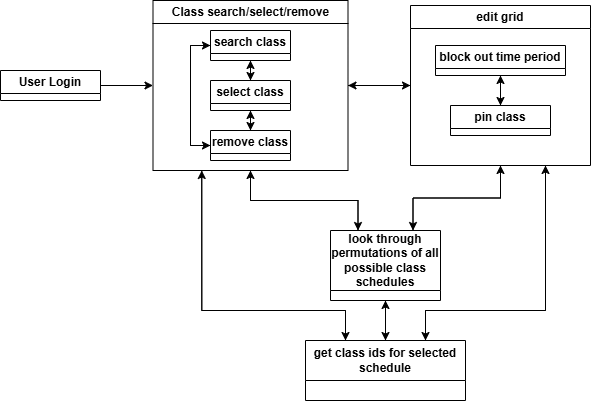 Class search/select/remove
edit grid
search class
block out time period
User Login
select class
pin class
remove class
look through
permutations of all
possible class
schedules
get class ids for selected
schedule